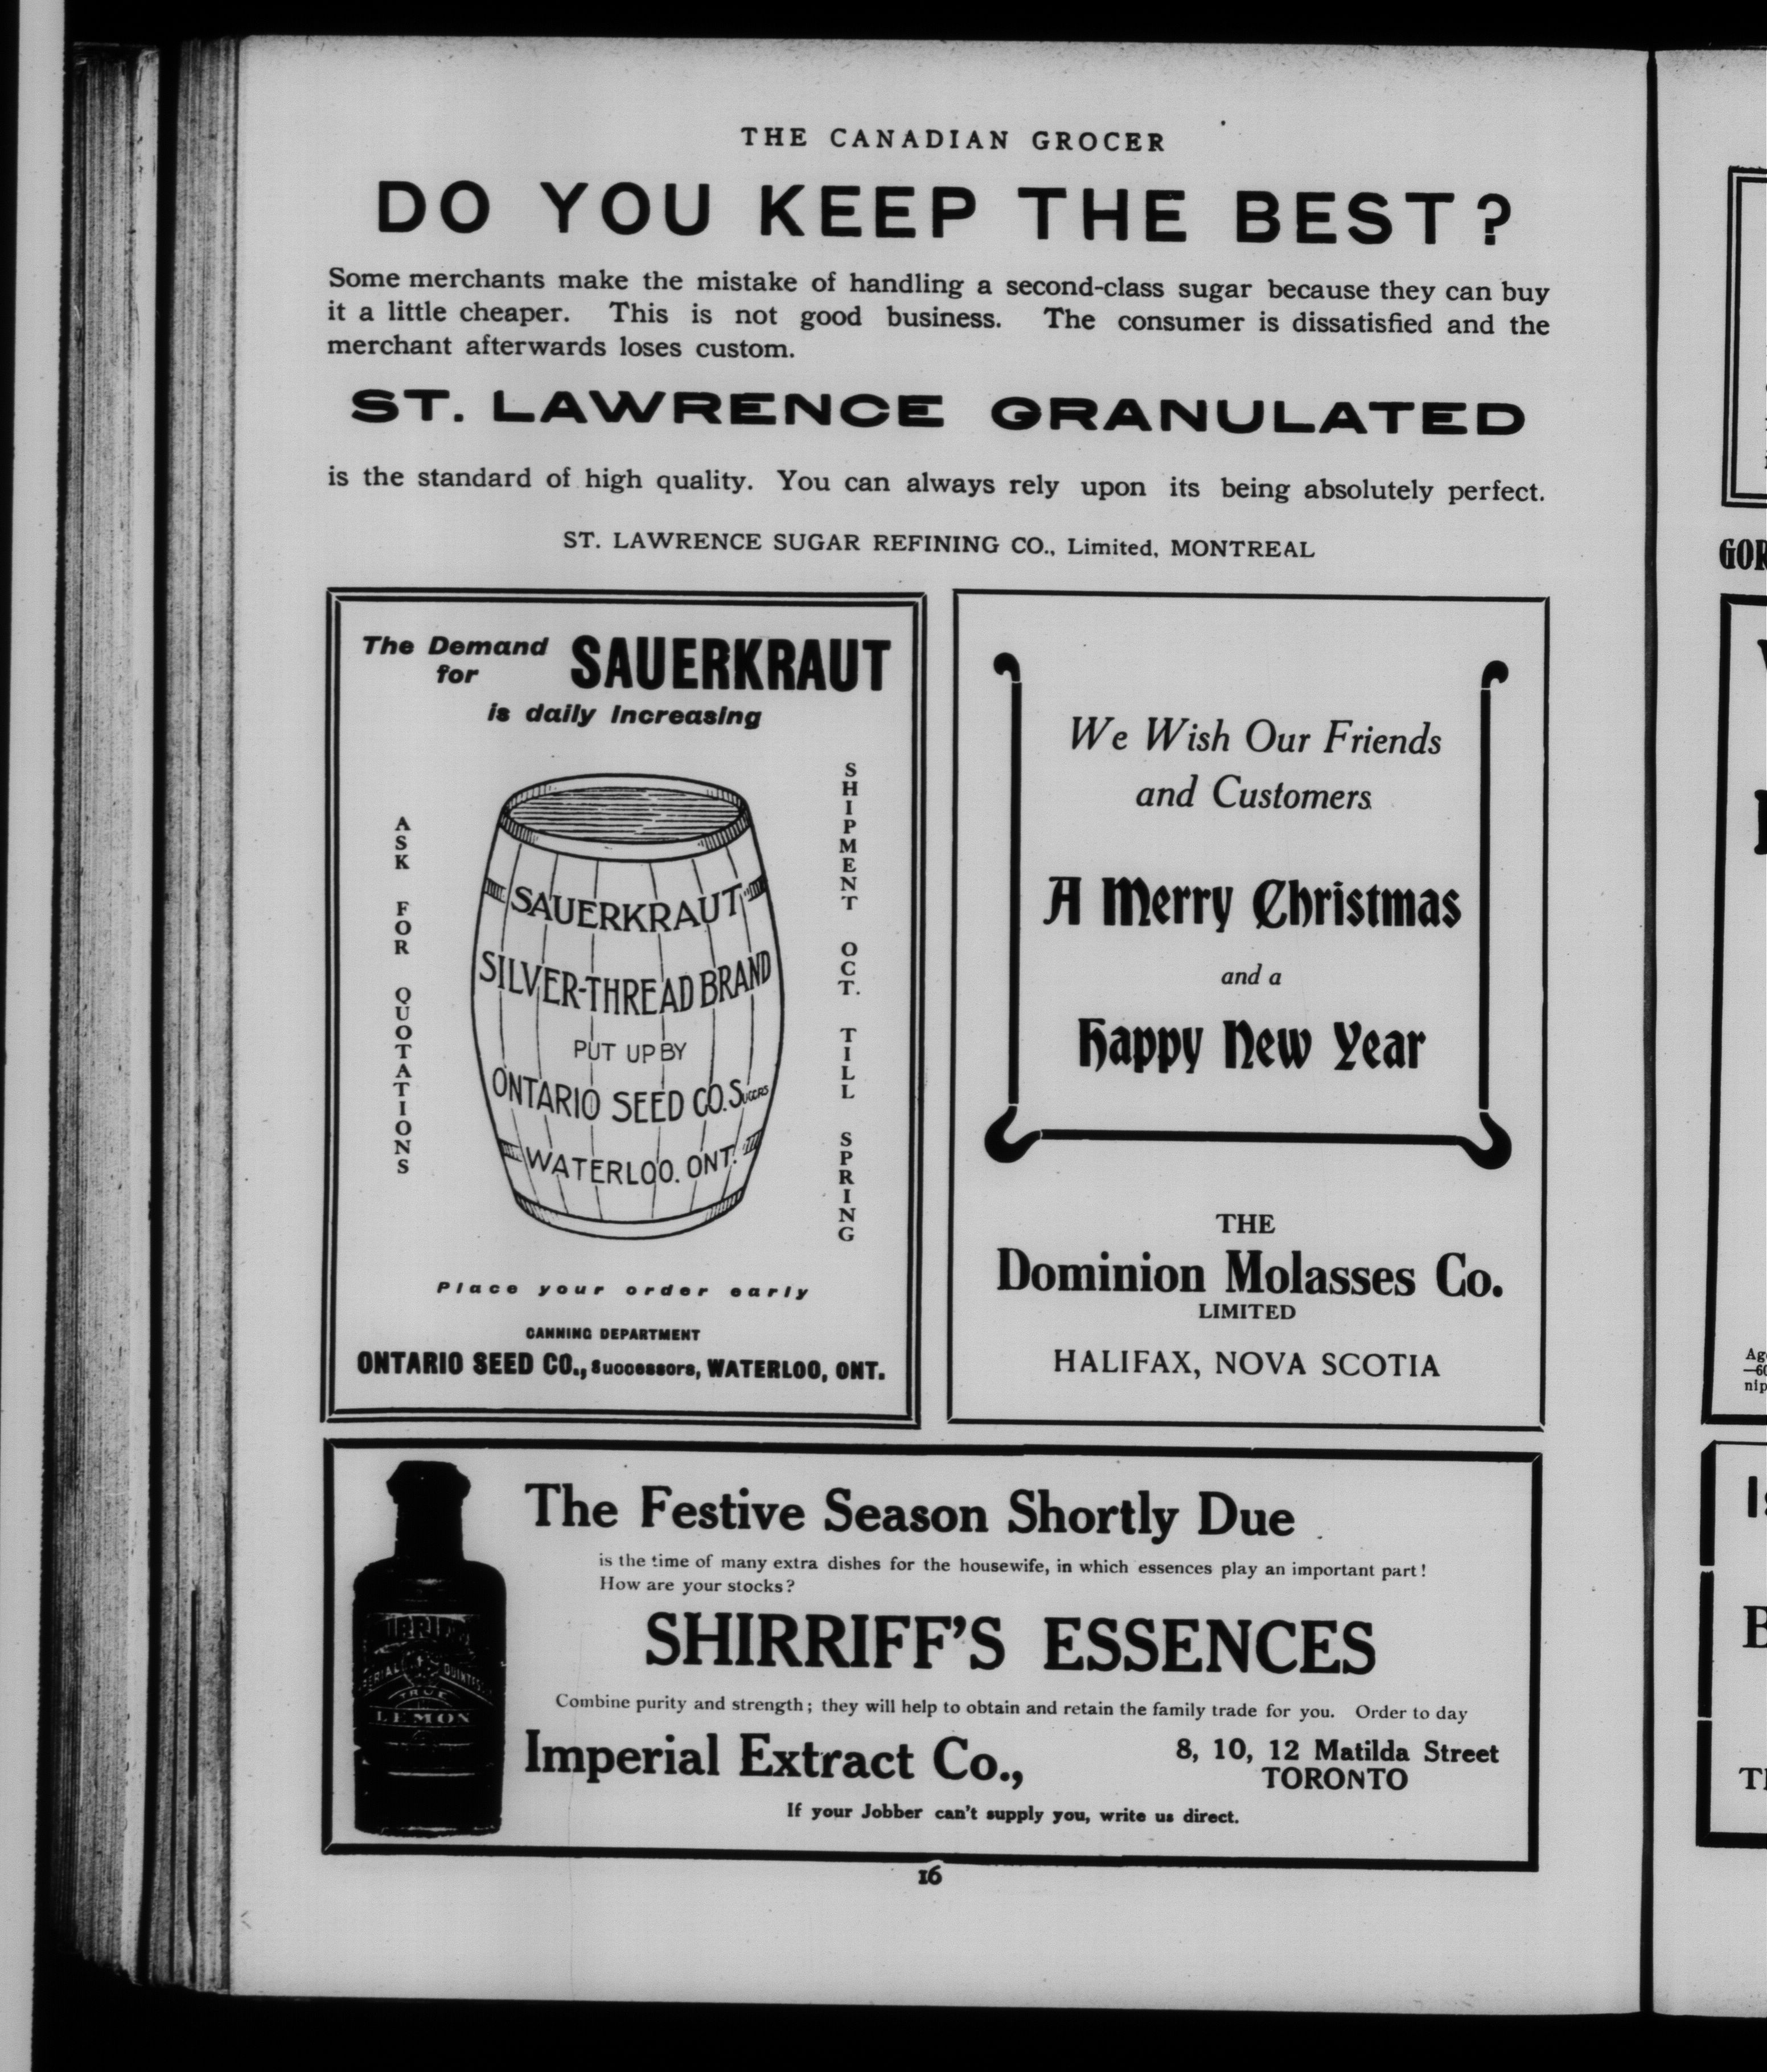 THE CANADIAN GROCER
DO YOU KEEP THE BEST?
Some merchants make the mistake of handling a second-class sugar because they can buy
it a little cheaper. This is not good business. The consumer is dissatisfied and the
merchant afterwards loses custom.
ST. LAWRENCE GRANULATED
is the standard of high quality. You can always rely upon its being absolutely perfect.
ST. LAWRENCE SUGAR REFINING CO., Limited, MONTREAL
The Demand
for
SAUERKRAUT
is daily increasing
ASK FOR QUOTATIONS
SAUERKRAUT
SILVER-THREAD BRAND
PUT UP BY
ONTARIO SEED CO. SUCCRS
WATERLOO. ONT.
SHIPMENT OCT. TILL SPRING
Place your order early
CANNING DEPARTMENT
ONTARIO SEED CO., Successors, WATERLOO, ONT.
We Wish Our Friends
and Customers
A Merry Christmas
and a
Happy New Year
THE
Dominion Molasses Co.
LIMITED
HALIFAX, NOVA SCOTIA
The Festive Season Shortly Due
is the time of many extra dishes for the housewife, in which essences play an important part!
How are your stocks?
SHIRRIFF'S ESSENCES
Combine purity and strength; they will help to obtain and retain the family trade for you. Order to day
Imperial Extract Co.,
8, 10, 12 Matilda Street
TORONTO
If your Jobber can't supply you, write us direct.
TRUE
LEMON
16